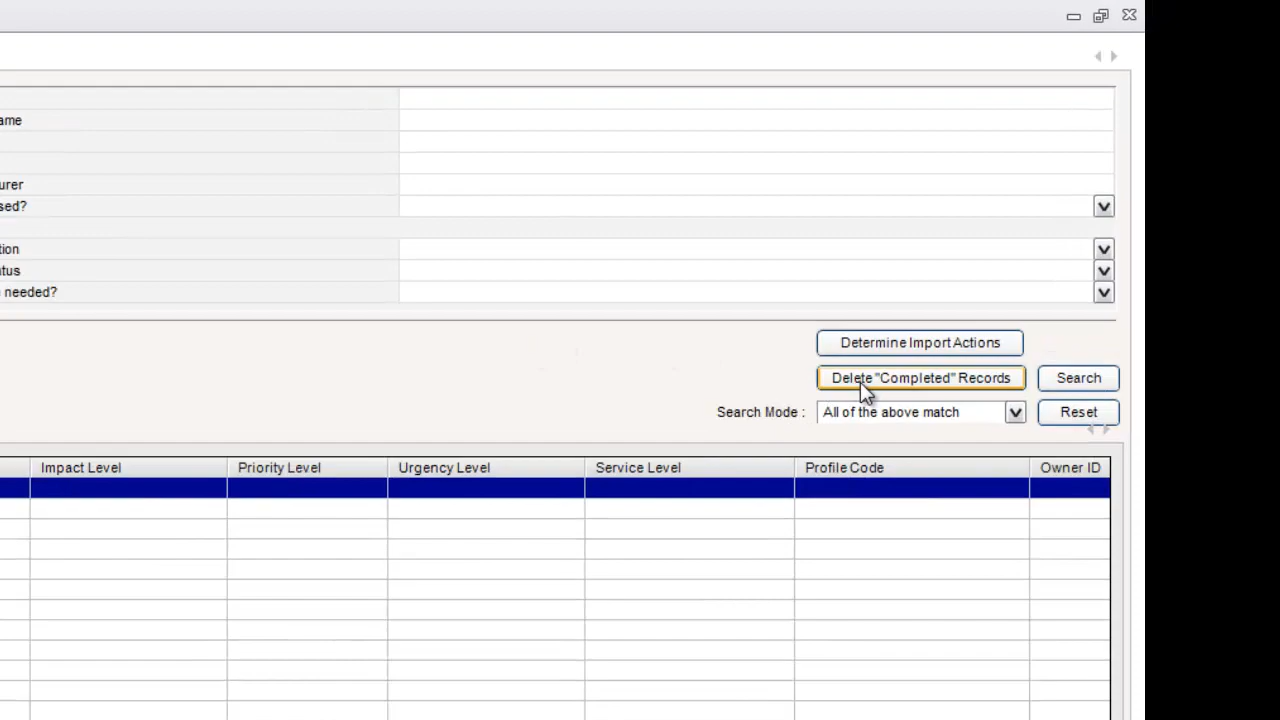 ame
urer
sed?
tion
atus
needed?
Determine Import Actions
Delete "Completed" Records
Search
Search Mode :
All of the above match
Reset
Impact Level
Priority Level
Urgency Level
Service Level
Profile Code
Owner ID